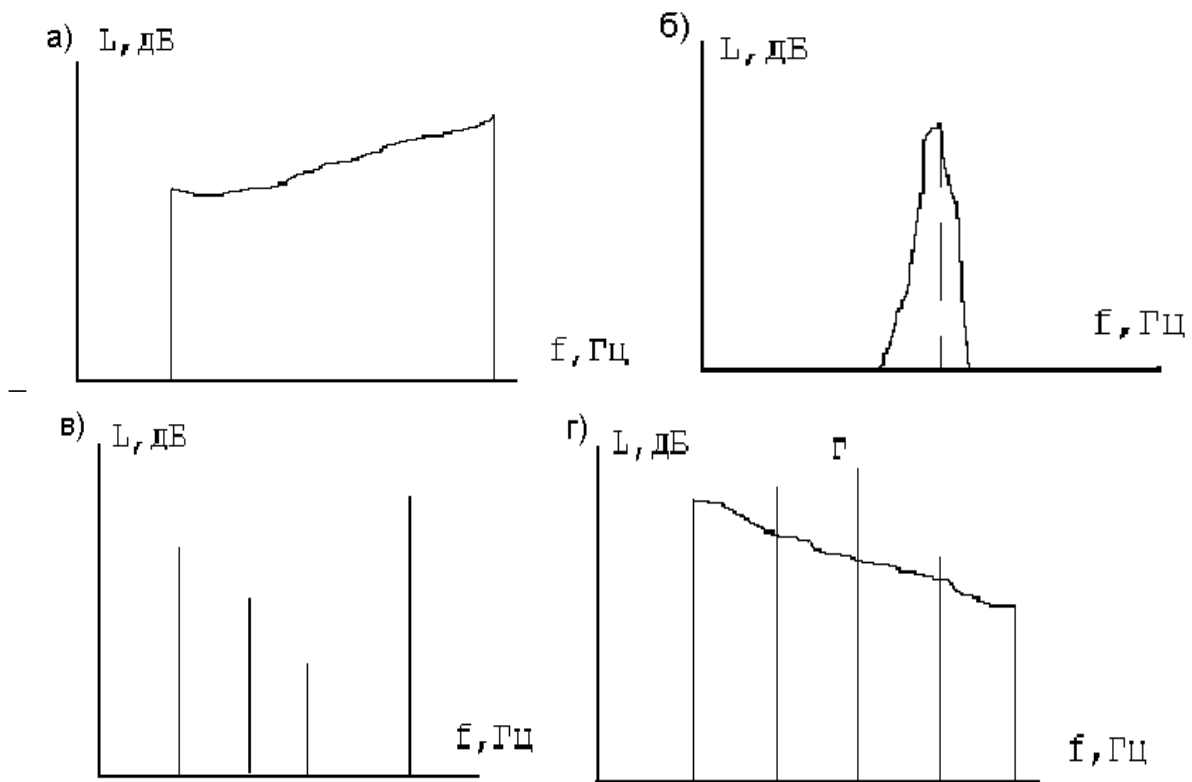 а) L, дБ
f, Гц
б) L, дБ
f, Гц
в) L, дБ
f, Гц
г) L, дБ
Г
f, Гц